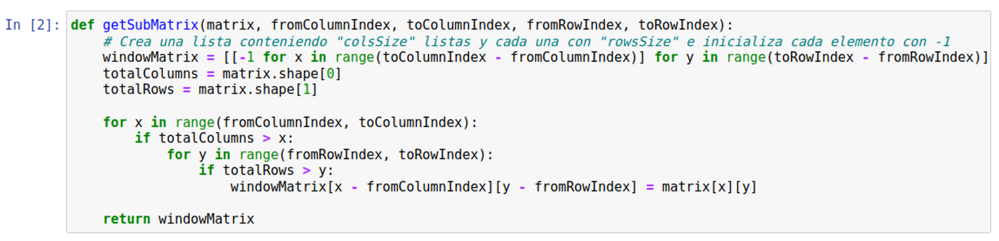 In [2]: def getSubMatrix(matrix, fromColumnIndex, toColumnIndex, fromRowIndex, toRowIndex):
    # Crea una lista conteniendo "colsSize" listas y cada una con "rowsSize" e inicializa cada elemento con -1
    windowMatrix = [[-1 for x in range(toColumnIndex - fromColumnIndex)] for y in range(toRowIndex - fromRowIndex)]
    totalColumns = matrix.shape[0]
    totalRows = matrix.shape[1]
    for x in range(fromColumnIndex, toColumnIndex):
        if totalColumns > x:
            for y in range(fromRowIndex, toRowIndex):
                if totalRows > y:
                    windowMatrix[x - fromColumnIndex][y - fromRowIndex] = matrix[x][y]
    return windowMatrix